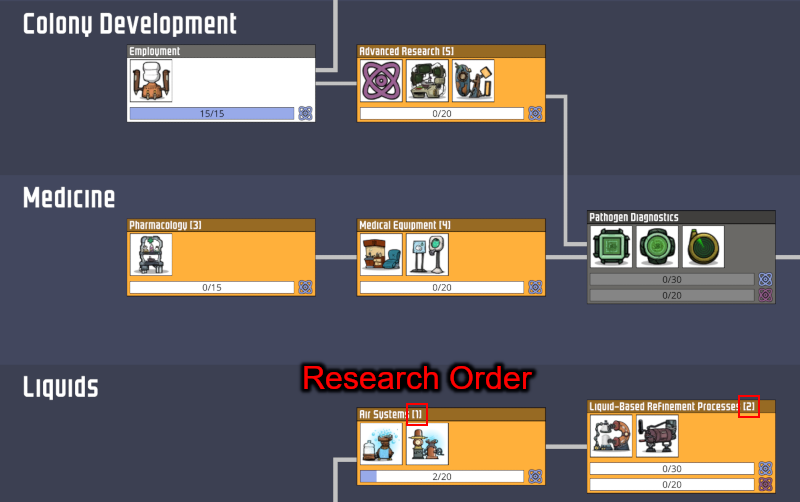 Colony Development
Employment
15/15
Advanced Research [5]
0/20
Medicine
Pharmacology [3]
0/15
Medical Equipment [4]
0/20
Pathogen Diagnostics
0/30
0/20
Liquids
Research Order
Air Systems [1]
2/20
Liquid-Based Refinement Processes [2]
0/30
0/20